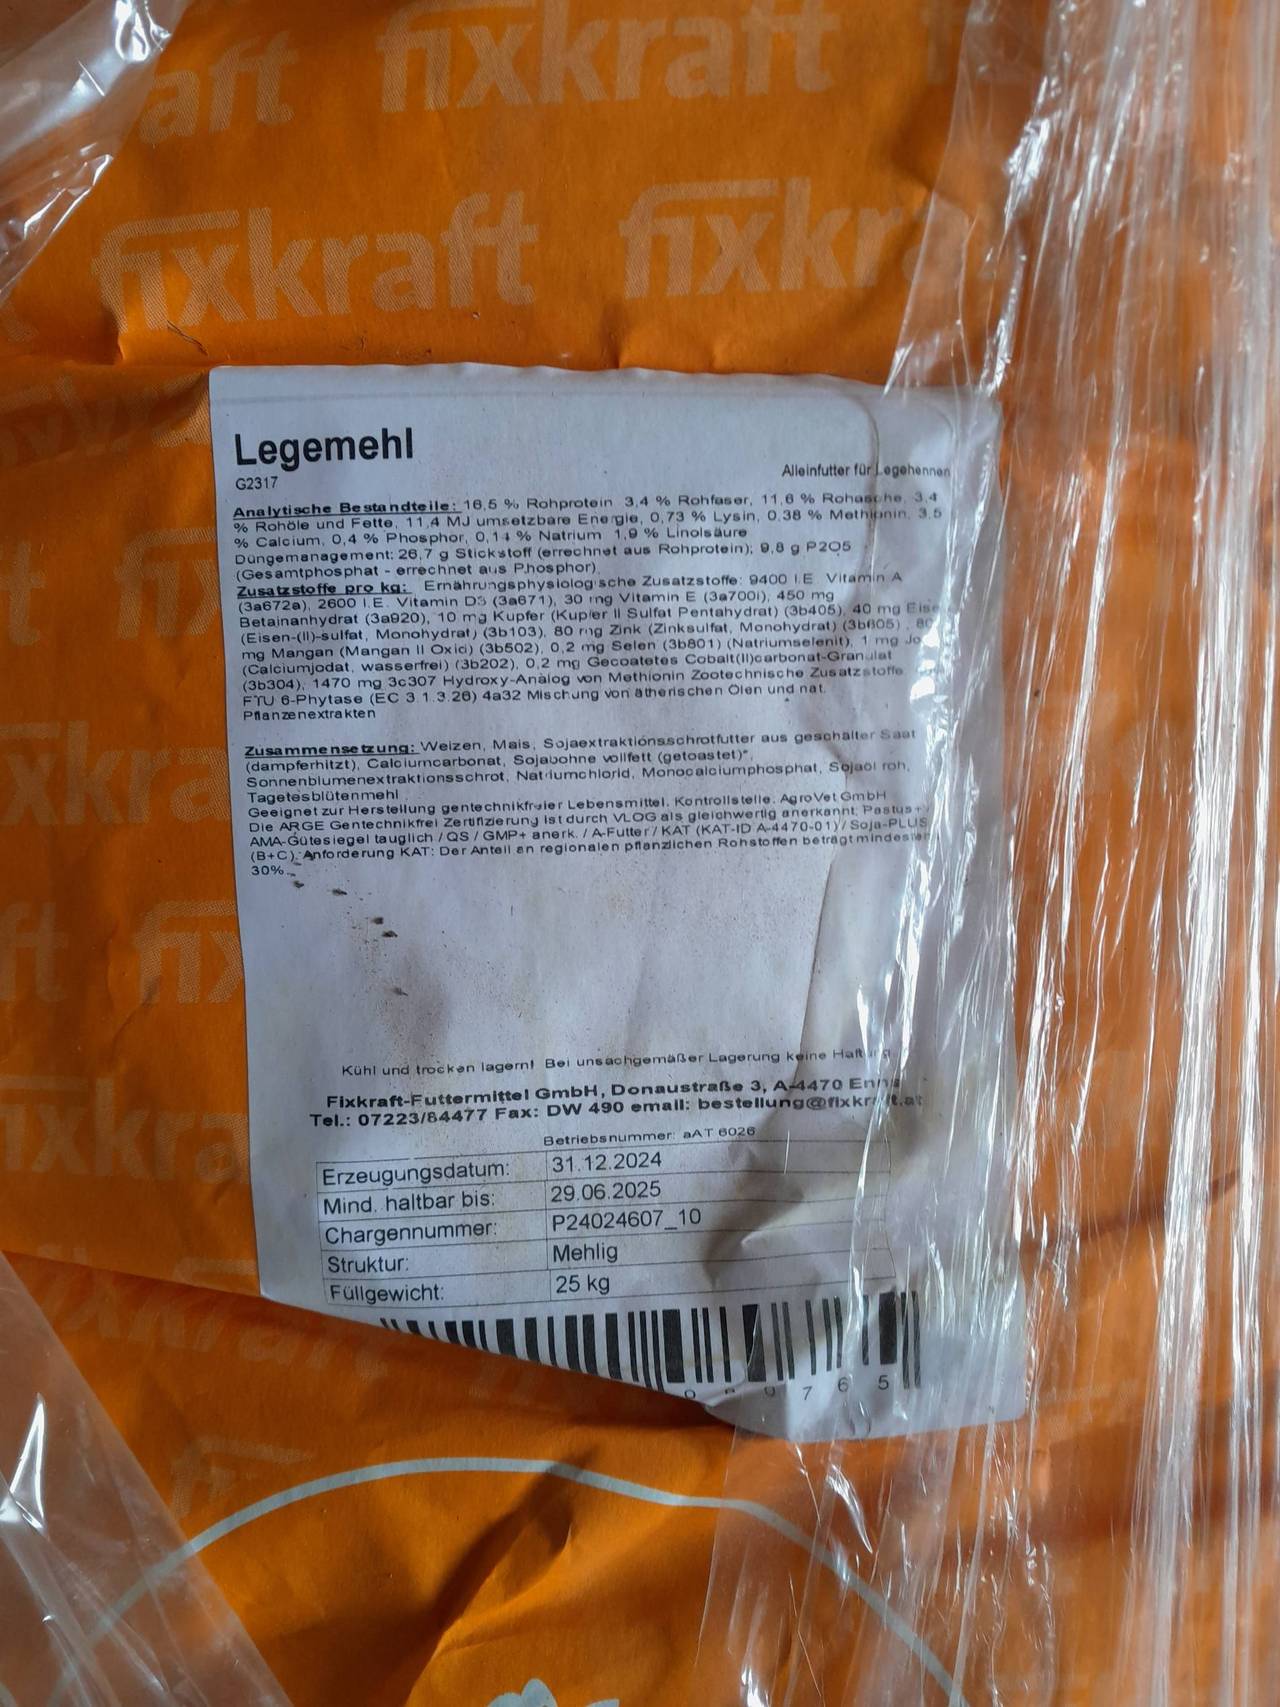 aft fixkraft
fixkraft fixkr
Legemehl
G2317
Alleinfutter für Legehennen
Analytische Bestandteile: 16,5 % Rohprotein 3,4 % Rohfaser, 11,6 % Rohasche, 3,4
% Rohöle und Fette, 11,4 MJ umsetzbare Energie, 0,73 % Lysin, 0,38 % Methionin, 3,5
% Calcium, 0,4 % Phosphor, 0,14 % Natrium 1,9 % Linolsäure
Düngemanagement: 26,7 g Stickstoff (errechnet aus Rohprotein); 9,8 g P2O5
(Gesamtphosphat - errechnet aus Phosphor),
Zusatzstoffe pro kg: Ernährungsphysiologische Zusatzstoffe: 9400 I.E. Vitamin A
(3a672a), 2600 I.E. Vitamin D3 (3a671), 30 mg Vitamin E (3a700i), 450 mg
Betainanhydrat (3a920), 10 mg Kupfer (Kupfer II Sulfat Pentahydrat) (3b405), 40 mg Eise
(Eisen-(II)-sulfat, Monohydrat) (3b103), 80 mg Zink (Zinksulfat, Monohydrat) (3b605), 80
mg Mangan (Mangan II Oxid) (3b502), 0,2 mg Selen (3b801) (Natriumselenit), 1 mg Jo
(Calciumjodat, wasserfrei) (3b202), 0,2 mg Gecoatetes Cobalt(II)carbonat-Granulat
(3b304), 1470 mg 3c307 Hydroxy-Analog von Methionin Zootechnische Zusatzstoffe
FTU 6-Phytase (EC 3.1.3.26) 4a32 Mischung von ätherischen Ölen und nat.
Pflanzenextrakten
Zusammensetzung: Weizen, Mais, Sojaextraktionsschrotfutter aus geschälter Saat
(dampferhitzt), Calciumcarbonat, Sojabohne vollfett (getoastet)*,
Sonnenblumenextraktionsschrot, Natriumchlorid, Monocalciumphosphat, Sojaöl roh,
Tagetesblütenmehl
Geeignet zur Herstellung gentechnikfreier Lebensmittel. Kontrollstelle: AgroVet GmbH
Die ARGE Gentechnikfrei Zertifizierung ist durch VLOG als gleichwertig anerkannt; Pastus+
AMA-Gütesiegel tauglich / QS / GMP+ anerk. / A-Futter / KAT (KAT-ID A-4470-01) / Soja-PLUS
(B+C); Anforderung KAT: Der Anteil an regionalen pflanzlichen Rohstoffen beträgt mindesten
30%
Kühl und trocken lagern! Bei unsachgemäßer Lagerung keine Haftung
Fixkraft-Futtermittel GmbH, Donaustraße 3, A-4470 Enns
Tel.: 07223/84477 Fax: DW 490 email: bestellung@fixkraft.at
Betriebsnummer: aAT 6026
Erzeugungsdatum: 31.12.2024
Mind. haltbar bis: 29.06.2025
Chargennummer: P24024607_10
Struktur: Mehlig
Füllgewicht: 25 kg
7 6 5